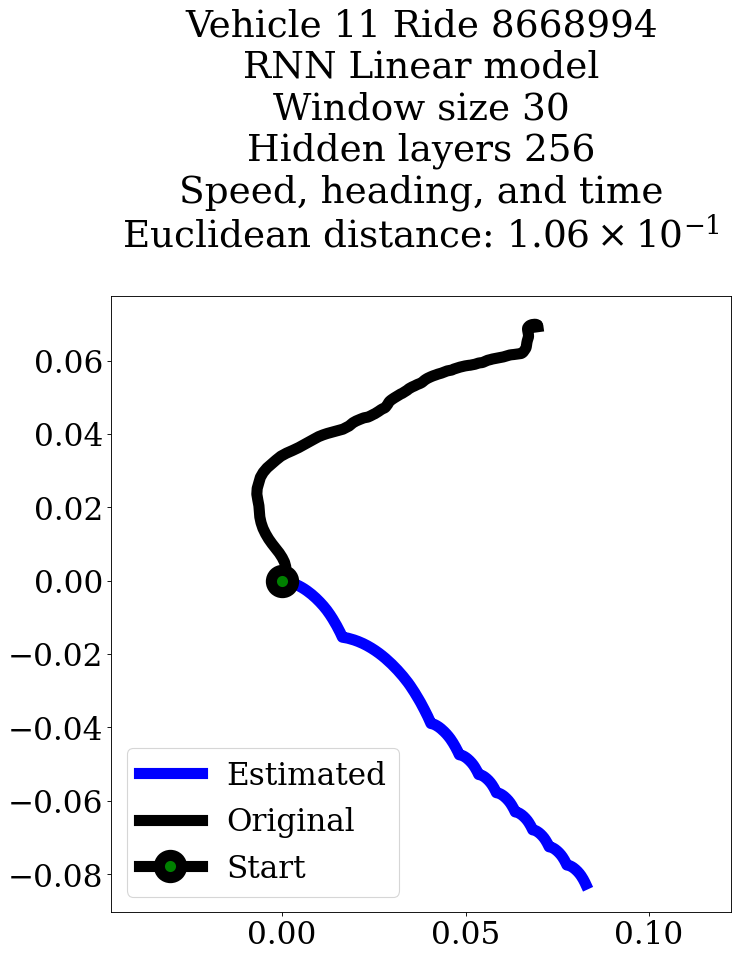 Vehicle 11 Ride 8668994
RNN Linear model
Window size 30
Hidden layers 256
Speed, heading, and time
Euclidean distance: 1.06 × 10⁻¹
0.06
0.04
0.02
0.00
−0.02
−0.04
−0.06
−0.08
Estimated
Original
Start
0.00 0.05 0.10